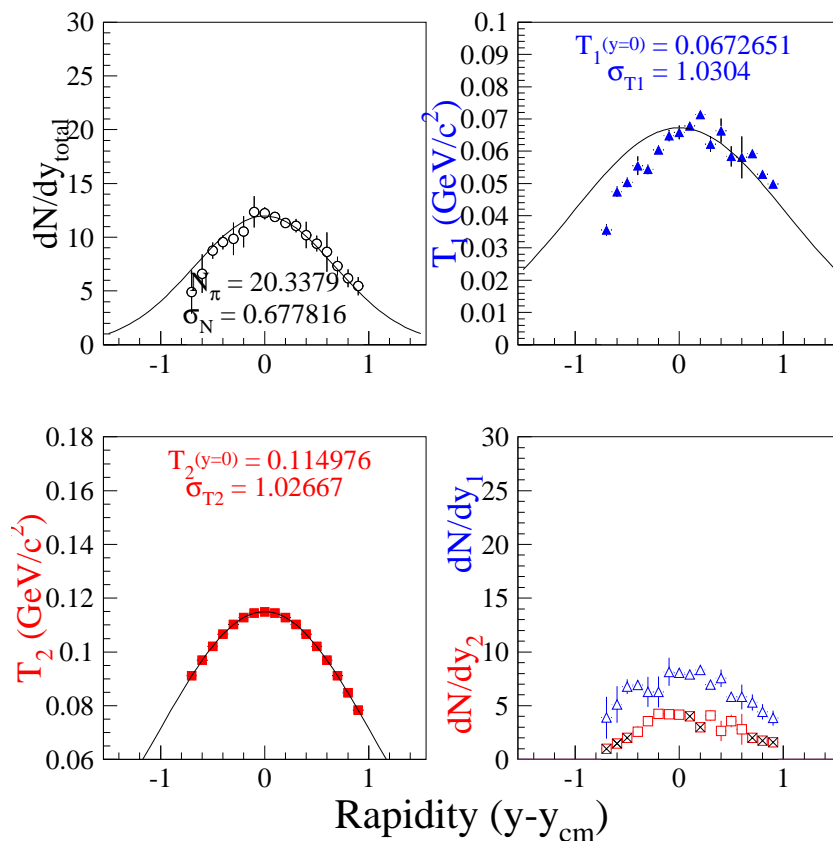 30
25
20
15
10
5
0
dN/dy_total
N_π = 20.3379
σ_N = 0.677816
-1 0 1
0.1
0.09
0.08
0.07
0.06
0.05
0.04
0.03
0.02
0.01
0
T_1 (GeV/c²)
T_1(y=0) = 0.0672651
σ_T1 = 1.0304
-1 0 1
0.18
0.16
0.14
0.12
0.1
0.08
0.06
T_2 (GeV/c²)
T_2(y=0) = 0.114976
σ_T2 = 1.02667
-1 0 1
30
25
20
15
10
5
0
dN/dy_2 dN/dy_1
-1 0 1
Rapidity (y-y_cm)